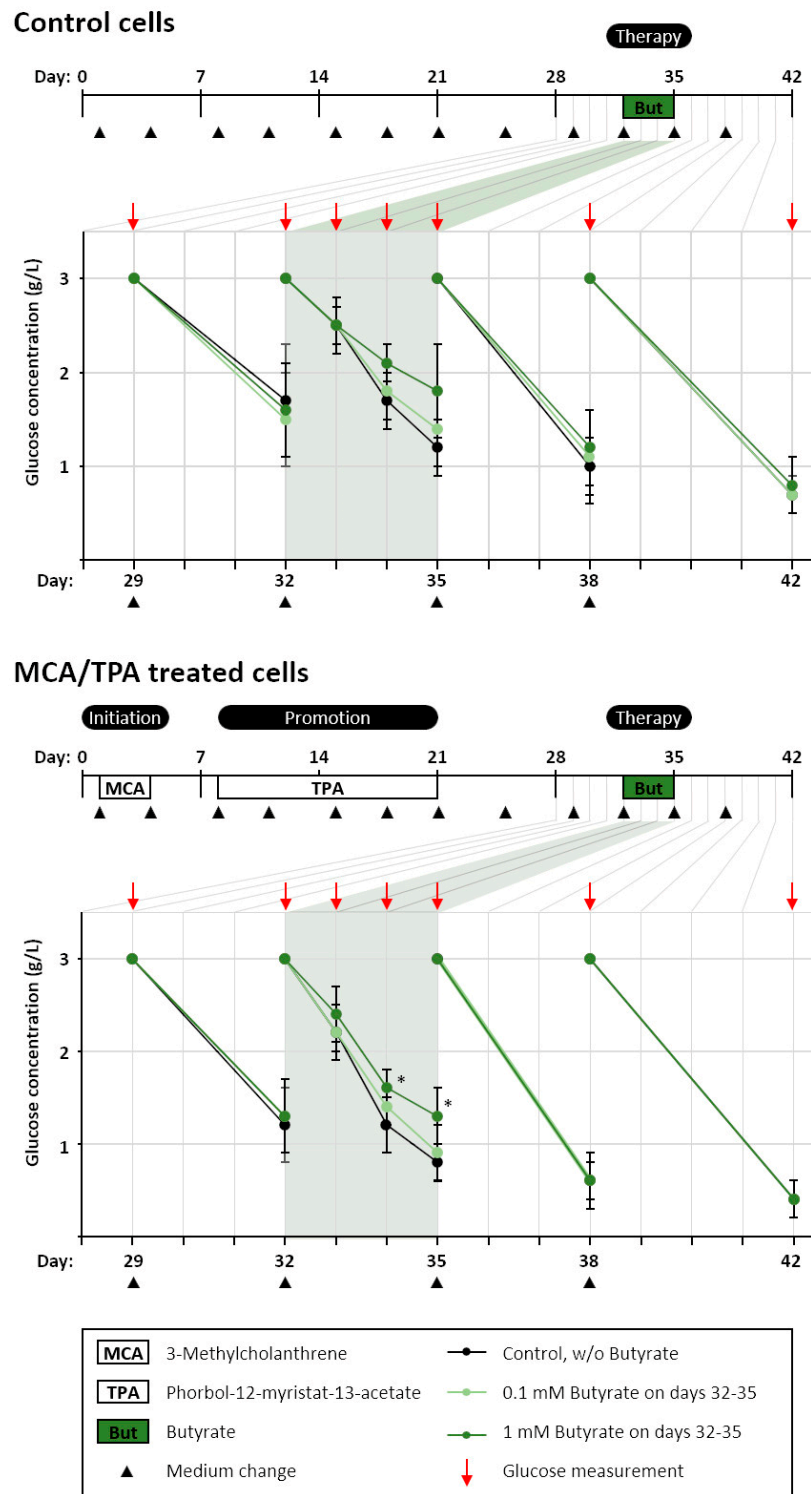 Control cells
Therapy
Day: 0 7 14 21 28 35 42
But
Glucose concentration (g/L)
3
2
1
Day: 29 32 35 38 42
MCA/TPA treated cells
Initiation Promotion Therapy
Day: 0 7 14 21 28 35 42
MCA TPA But
Glucose concentration (g/L)
3
*
*
2
1
Day: 29 32 35 38 42
MCA 3-Methylcholanthrene
Control, w/o Butyrate
TPA Phorbol-12-myristat-13-acetate
0.1 mM Butyrate on days 32-35
But Butyrate
1 mM Butyrate on days 32-35
Medium change
Glucose measurement